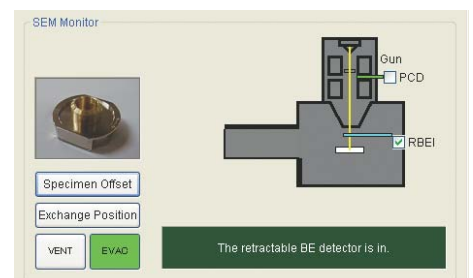 SEM Monitor
Gun
PCD
RBEI
Specimen Offset
Exchange Position
VENT
EVAC
The retractable BE detector is in.